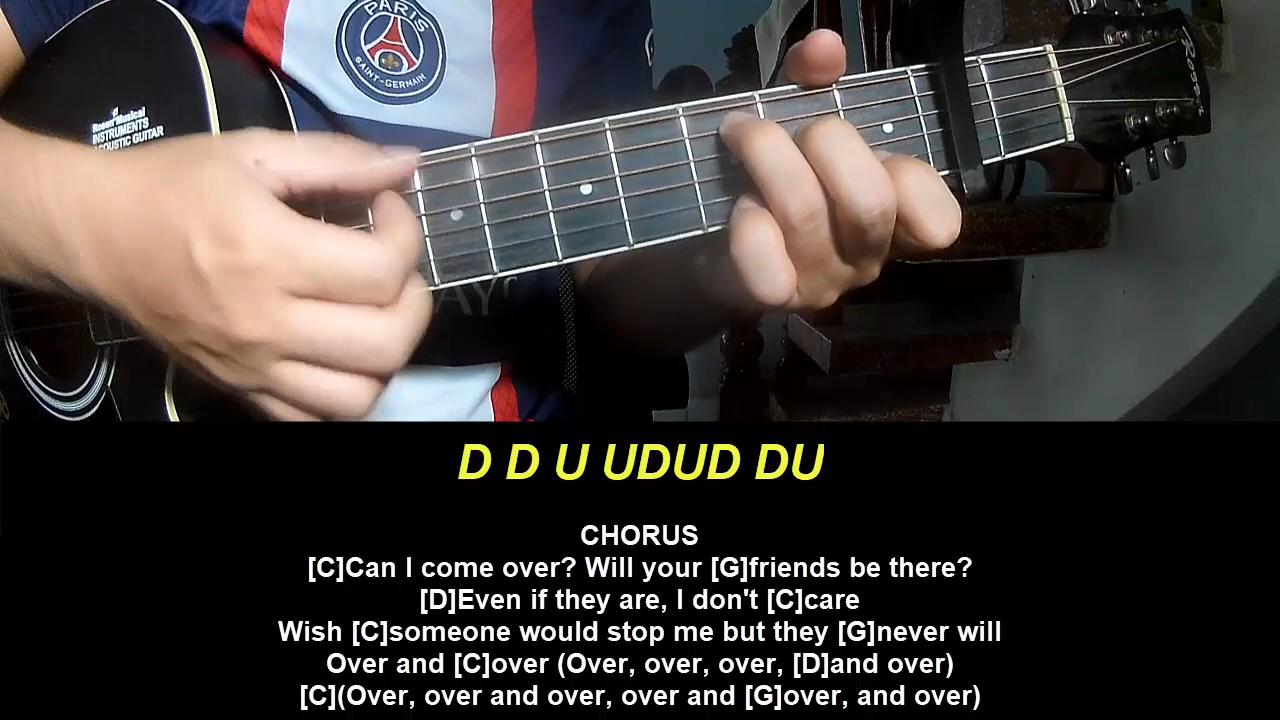 PARIS
SAINT-GERMAIN
Rosen Musical
INSTRUMENTS
ACOUSTIC GUITAR
D D U UDUD DU
CHORUS
[C]Can I come over? Will your [G]friends be there?
[D]Even if they are, I don't [C]care
Wish [C]someone would stop me but they [G]never will
Over and [C]over (Over, over, over, [D]and over)
[C](Over, over and over, over and [G]over, and over)